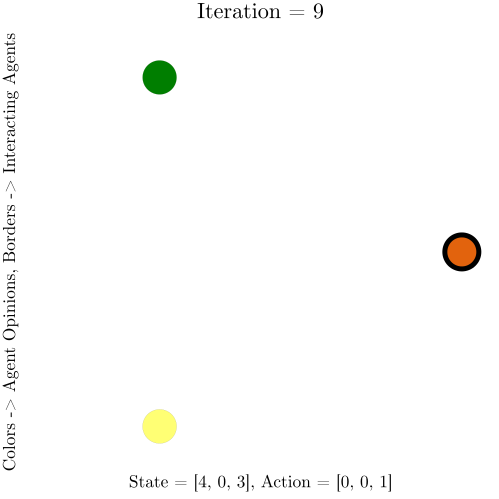 Iteration = 9
Colors -> Agent Opinions, Borders -> Interacting Agents
State = [4, 0, 3], Action = [0, 0, 1]